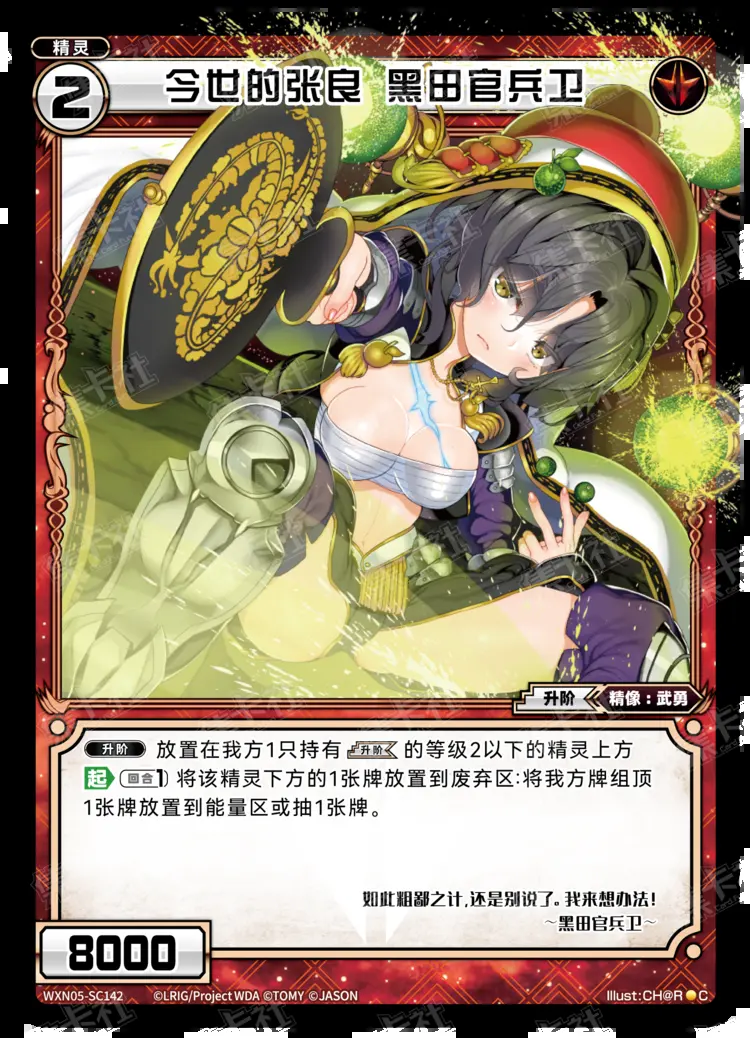 精灵
2
今世的张良 黑田官兵卫
升阶 精像:武勇
升阶 放置在我方1只持有 升阶 的等级2以下的精灵上方
起 回合1 将该精灵下方的1张牌放置到废弃区:将我方牌组顶
1张牌放置到能量区或抽1张牌。
如此粗鄙之计,还是别说了。我来想办法!
~黑田官兵卫~
8000
WXN05-SC142 ©LRIG/Project WDA ©TOMY ©JASON Illust:CH@R C
集卡社